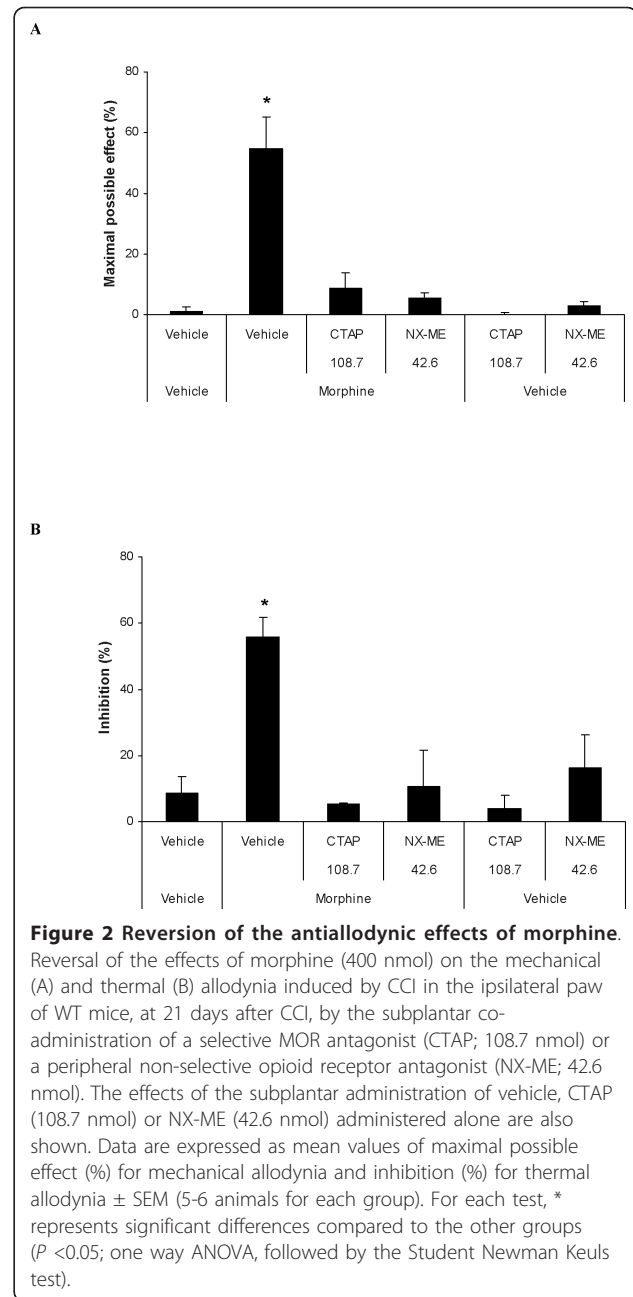 A
80
*
60
Maximal possible effect (%)
40
20
0
Vehicle Vehicle CTAP NX-ME CTAP NX-ME
108.7 42.6 108.7 42.6
Vehicle Morphine Vehicle
B
80
*
60
Inhibition (%)
40
20
0
Vehicle Vehicle CTAP NX-ME CTAP NX-ME
108.7 42.6 108.7 42.6
Vehicle Morphine Vehicle
Figure 2 Reversion of the antiallodynic effects of morphine.
Reversal of the effects of morphine (400 nmol) on the mechanical
(A) and thermal (B) allodynia induced by CCI in the ipsilateral paw
of WT mice, at 21 days after CCI, by the subplantar co-
administration of a selective MOR antagonist (CTAP; 108.7 nmol) or
a peripheral non-selective opioid receptor antagonist (NX-ME; 42.6
nmol). The effects of the subplantar administration of vehicle, CTAP
(108.7 nmol) or NX-ME (42.6 nmol) administered alone are also
shown. Data are expressed as mean values of maximal possible
effect (%) for mechanical allodynia and inhibition (%) for thermal
allodynia ± SEM (5-6 animals for each group). For each test, *
represents significant differences compared to the other groups
(P <0.05; one way ANOVA, followed by the Student Newman Keuls
test).